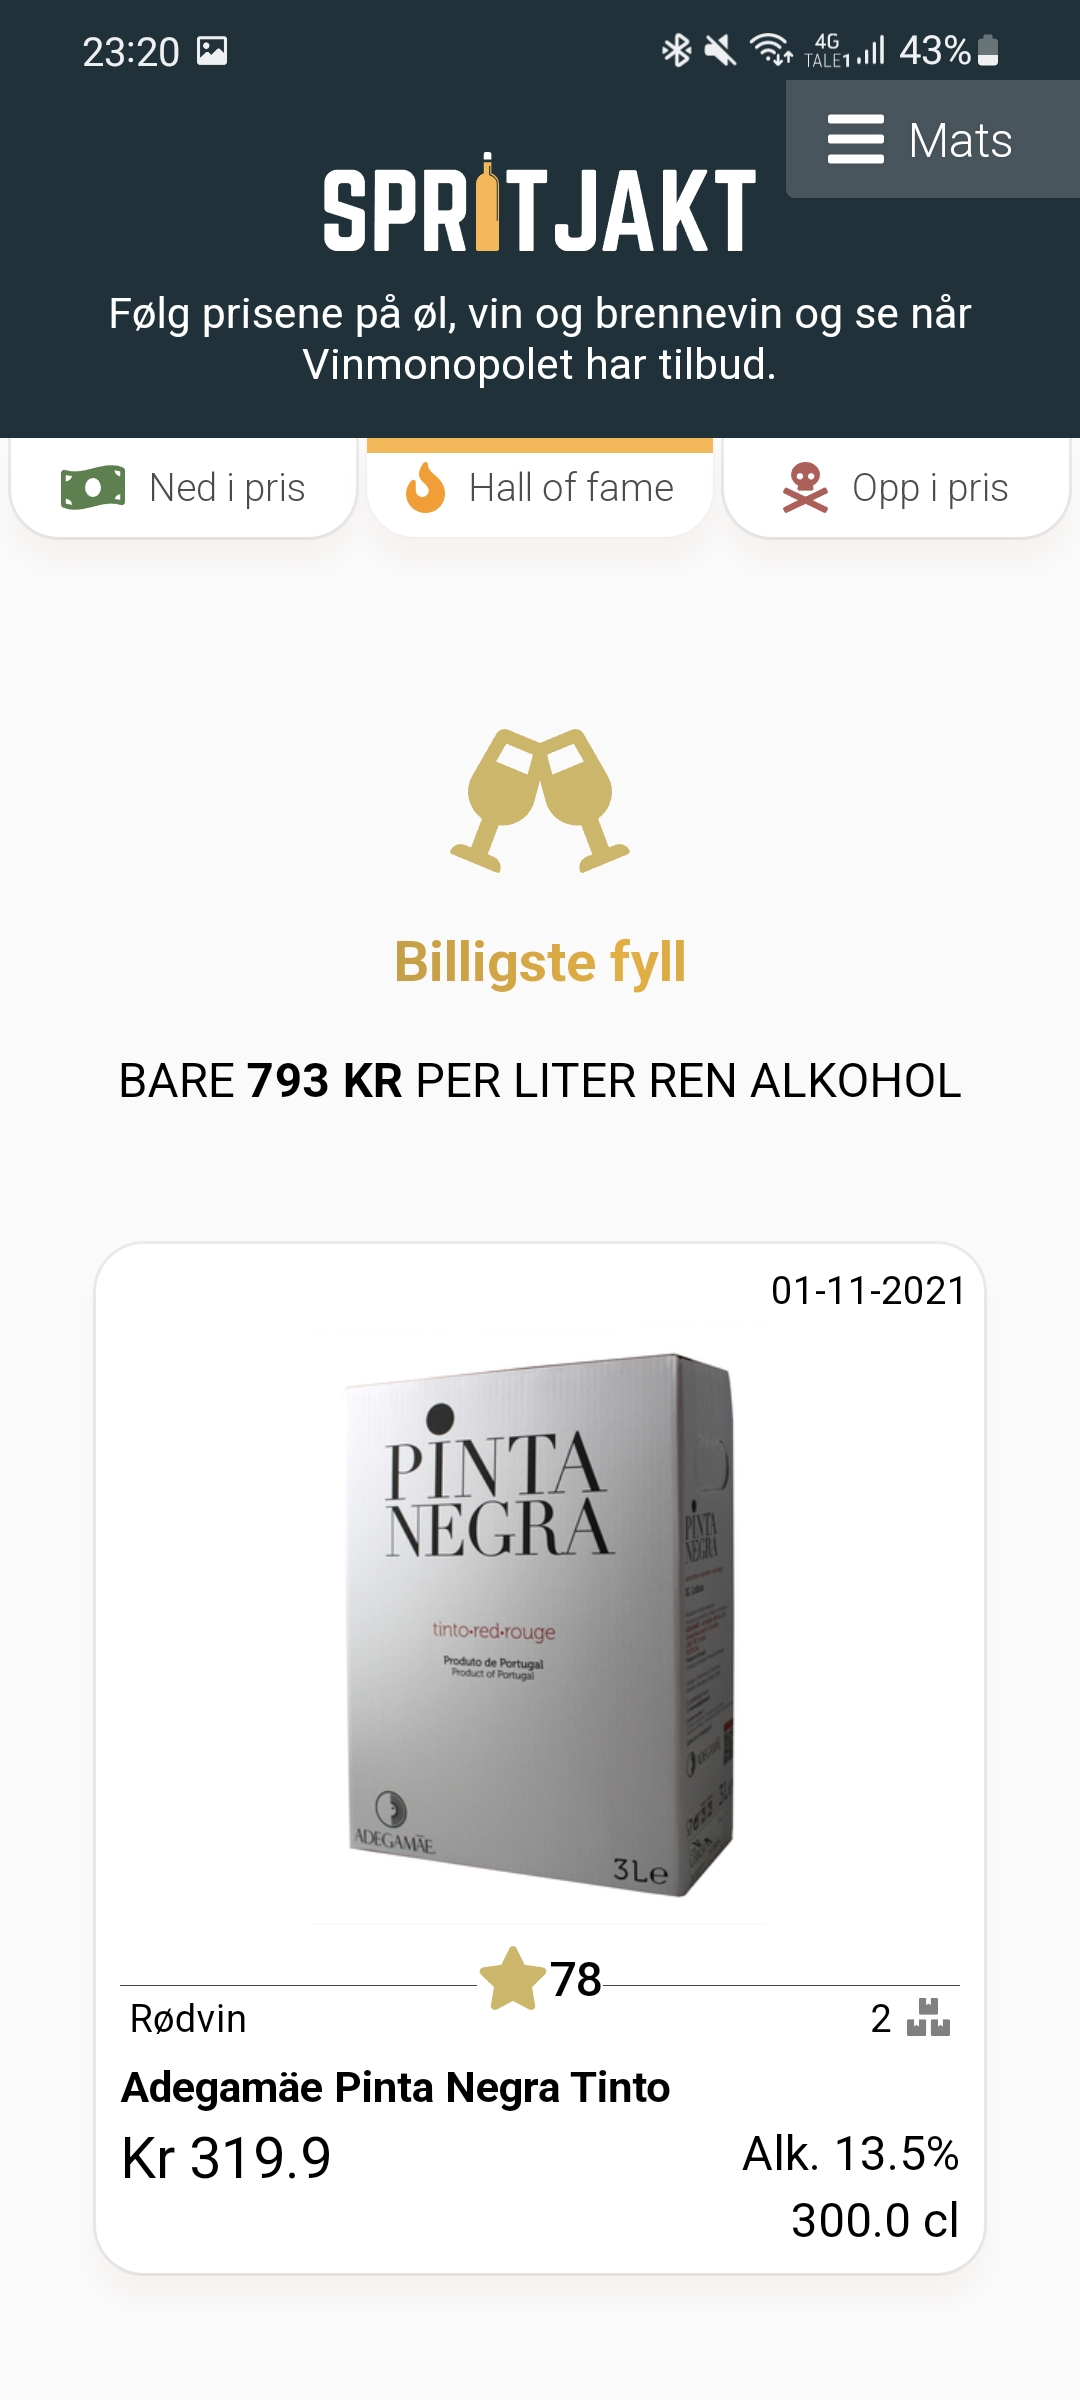 23:20
4G
TALE1
43%
Mats
SPRITJAKT
Følg prisene på øl, vin og brennevin og se når
Vinmonopolet har tilbud.
Ned i pris
Hall of fame
Opp i pris
Billigste fyll
BARE 793 KR PER LITER REN ALKOHOL
01-11-2021
PINTA
NEGRA
PINTA
NEGRA
tinto•red•rouge
Produto de Portugal
Product of Portugal
ADEGAMÃE
3Le
78
Rødvin
2
Adegamäe Pinta Negra Tinto
Kr 319.9
Alk. 13.5%
300.0 cl